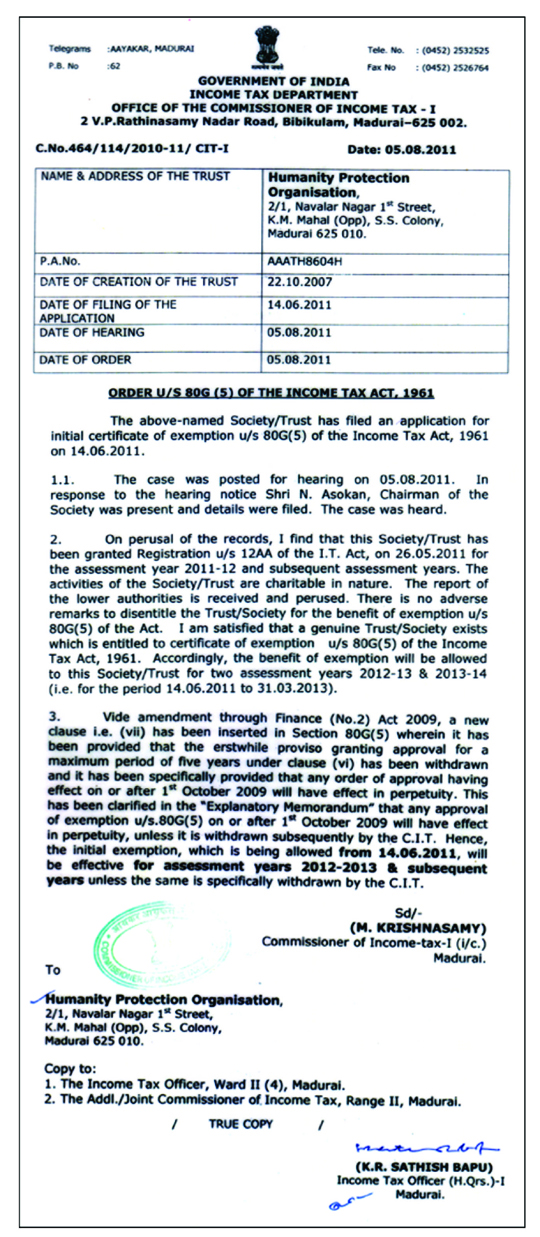 Telegrams :AAYAKAR, MADURAI
P.B. No :62
Tele. No. : (0452) 2532525
Fax No : (0452) 2526764
GOVERNMENT OF INDIA
INCOME TAX DEPARTMENT
OFFICE OF THE COMMISSIONER OF INCOME TAX - I
2 V.P.Rathinasamy Nadar Road, Bibikulam, Madurai–625 002.
C.No.464/114/2010-11/ CIT-I Date: 05.08.2011
NAME & ADDRESS OF THE TRUST
Humanity Protection
Organisation,
2/1, Navalar Nagar 1st Street,
K.M. Mahal (Opp), S.S. Colony,
Madurai 625 010.
P.A.No. AAATH8604H
DATE OF CREATION OF THE TRUST 22.10.2007
DATE OF FILING OF THE 14.06.2011
APPLICATION
DATE OF HEARING 05.08.2011
DATE OF ORDER 05.08.2011
ORDER U/S 80G (5) OF THE INCOME TAX ACT, 1961
The above-named Society/Trust has filed an application for
initial certificate of exemption u/s 80G(5) of the Income Tax Act, 1961
on 14.06.2011.
1.1. The case was posted for hearing on 05.08.2011. In
response to the hearing notice Shri N. Asokan, Chairman of the
Society was present and details were filed. The case was heard.
2. On perusal of the records, I find that this Society/Trust has
been granted Registration u/s 12AA of the I.T. Act, on 26.05.2011 for
the assessment year 2011-12 and subsequent assessment years. The
activities of the Society/Trust are charitable in nature. The report of
the lower authorities is received and perused. There is no adverse
remarks to disentitle the Trust/Society for the benefit of exemption u/s
80G(5) of the Act. I am satisfied that a genuine Trust/Society exists
which is entitled to certificate of exemption u/s 80G(5) of the Income
Tax Act, 1961. Accordingly, the benefit of exemption will be allowed
to this Society/Trust for two assessment years 2012-13 & 2013-14
(i.e. for the period 14.06.2011 to 31.03.2013).
3. Vide amendment through Finance (No.2) Act 2009, a new
clause i.e. (vii) has been inserted in Section 80G(5) wherein it has
been provided that the erstwhile proviso granting approval for a
maximum period of five years under clause (vi) has been withdrawn
and it has been specifically provided that any order of approval having
effect on or after 1st October 2009 will have effect in perpetuity. This
has been clarified in the "Explanatory Memorandum" that any approval
of exemption u/s.80G(5) on or after 1st October 2009 will have effect
in perpetuity, unless it is withdrawn subsequently by the C.I.T. Hence,
the initial exemption, which is being allowed from 14.06.2011, will
be effective for assessment years 2012-2013 & subsequent
years unless the same is specifically withdrawn by the C.I.T.
Sd/-
(M. KRISHNASAMY)
Commissioner of Income-tax-I (i/c.)
Madurai.
To
Humanity Protection Organisation,
2/1, Navalar Nagar 1st Street,
K.M. Mahal (Opp), S.S. Colony,
Madurai 625 010.
Copy to:
1. The Income Tax Officer, Ward II (4), Madurai.
2. The Addl./Joint Commissioner of Income Tax, Range II, Madurai.
/ TRUE COPY /
(K.R. SATHISH BAPU)
Income Tax Officer (H.Qrs.)-I
Madurai.